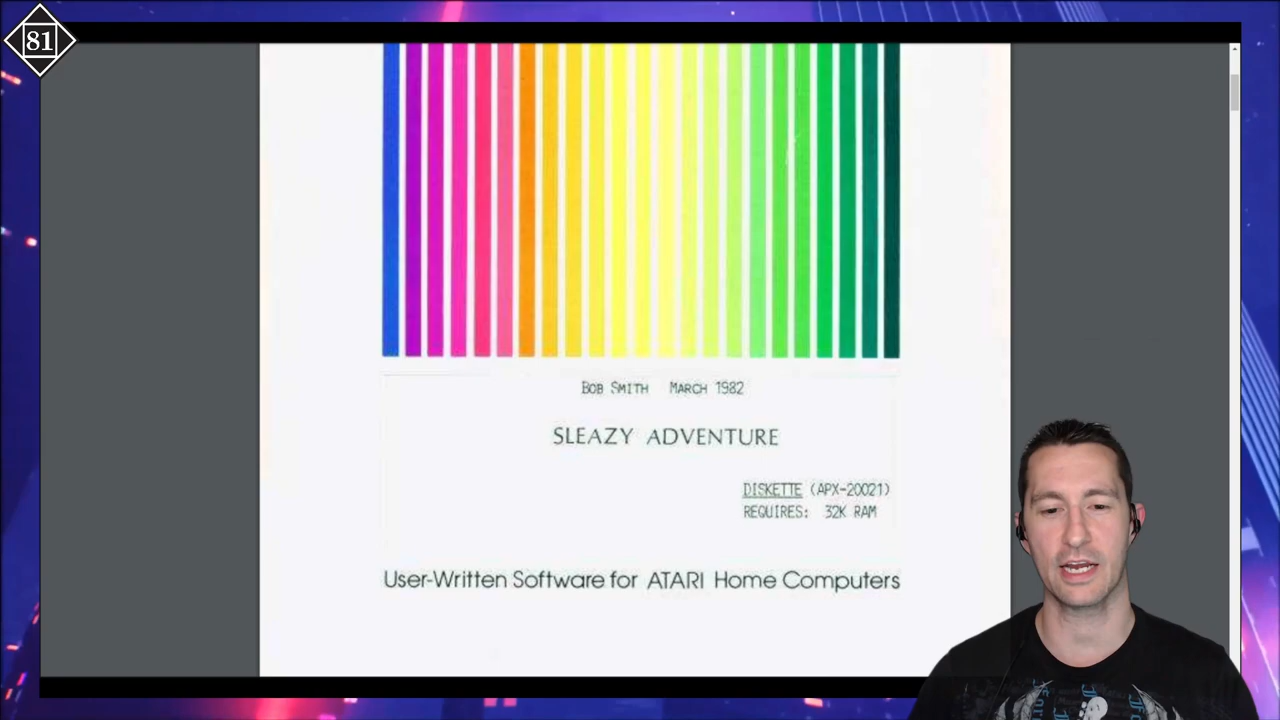 81
BOB SMITH MARCH 1982
SLEAZY ADVENTURE
DISKETTE (APX-20021)
REQUIRES: 32K RAM
User-Written Software for ATARI Home Computers